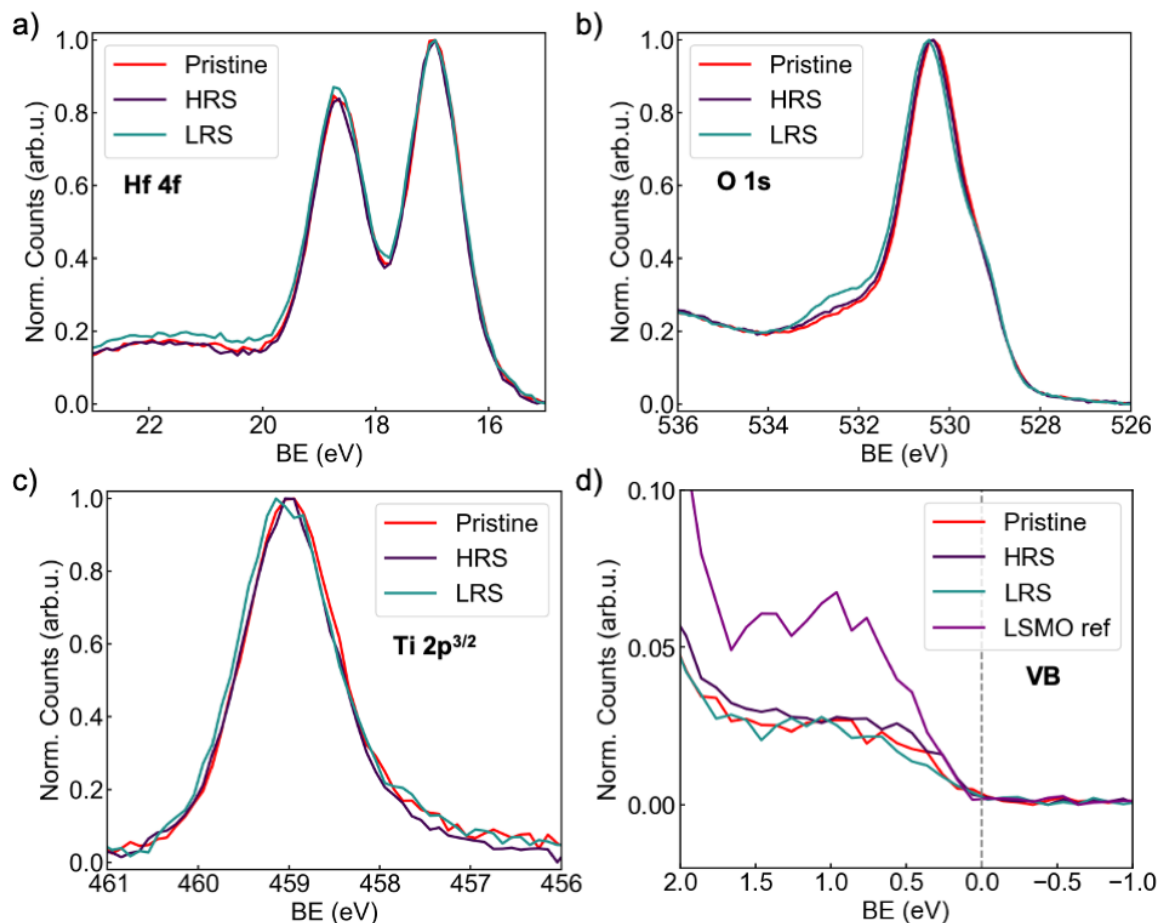 a)
1.0
0.8
0.6
0.4
0.2
0.0
Norm. Counts (arb.u.)
Pristine
HRS
LRS
Hf 4f
22
20
18
16
BE (eV)
b)
1.0
0.8
0.6
0.4
0.2
0.0
Norm. Counts (arb.u.)
Pristine
HRS
LRS
O 1s
536
534
532
530
528
526
BE (eV)
c)
1.0
0.8
0.6
0.4
0.2
0.0
Norm. Counts (arb.u.)
Pristine
HRS
LRS
Ti 2p³ᐟ²
461
460
459
458
457
456
BE (eV)
d)
0.10
0.05
0.00
Norm. Counts (arb.u.)
Pristine
HRS
LRS
LSMO ref
VB
2.0
1.5
1.0
0.5
0.0
−0.5
−1.0
BE (eV)